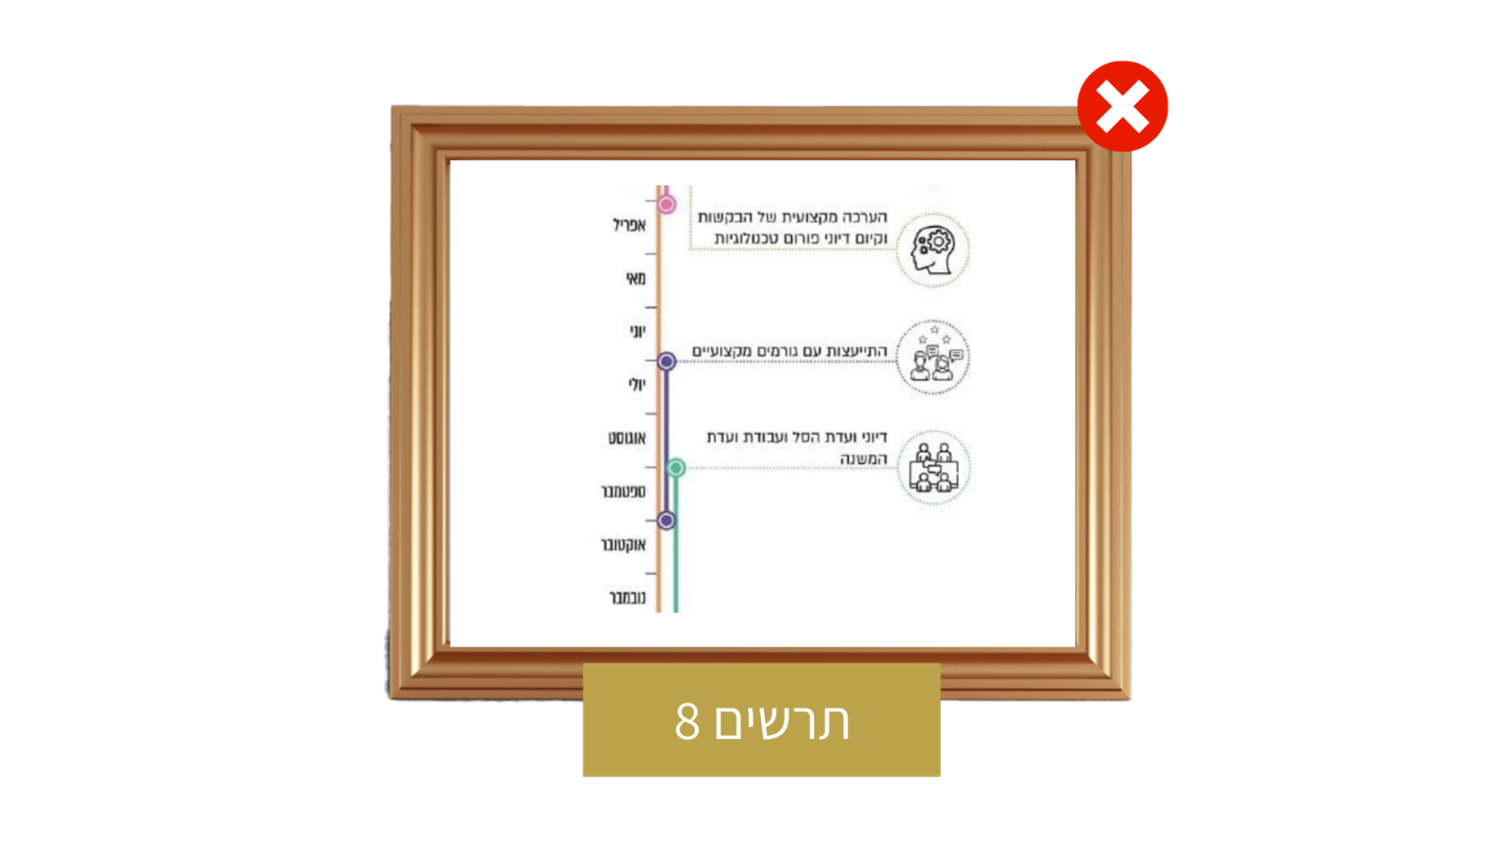 הערכה מקצועית של הבקשות
וקיום דיוני פורום טכנולוגיות
התייעצות עם גורמים מקצועיים
דיוני ועדת הסל ועבודת ועדת
המשנה
אפריל
מאי
יוני
יולי
אוגוסט
ספטמבר
אוקטובר
נובמבר
תרשים 8